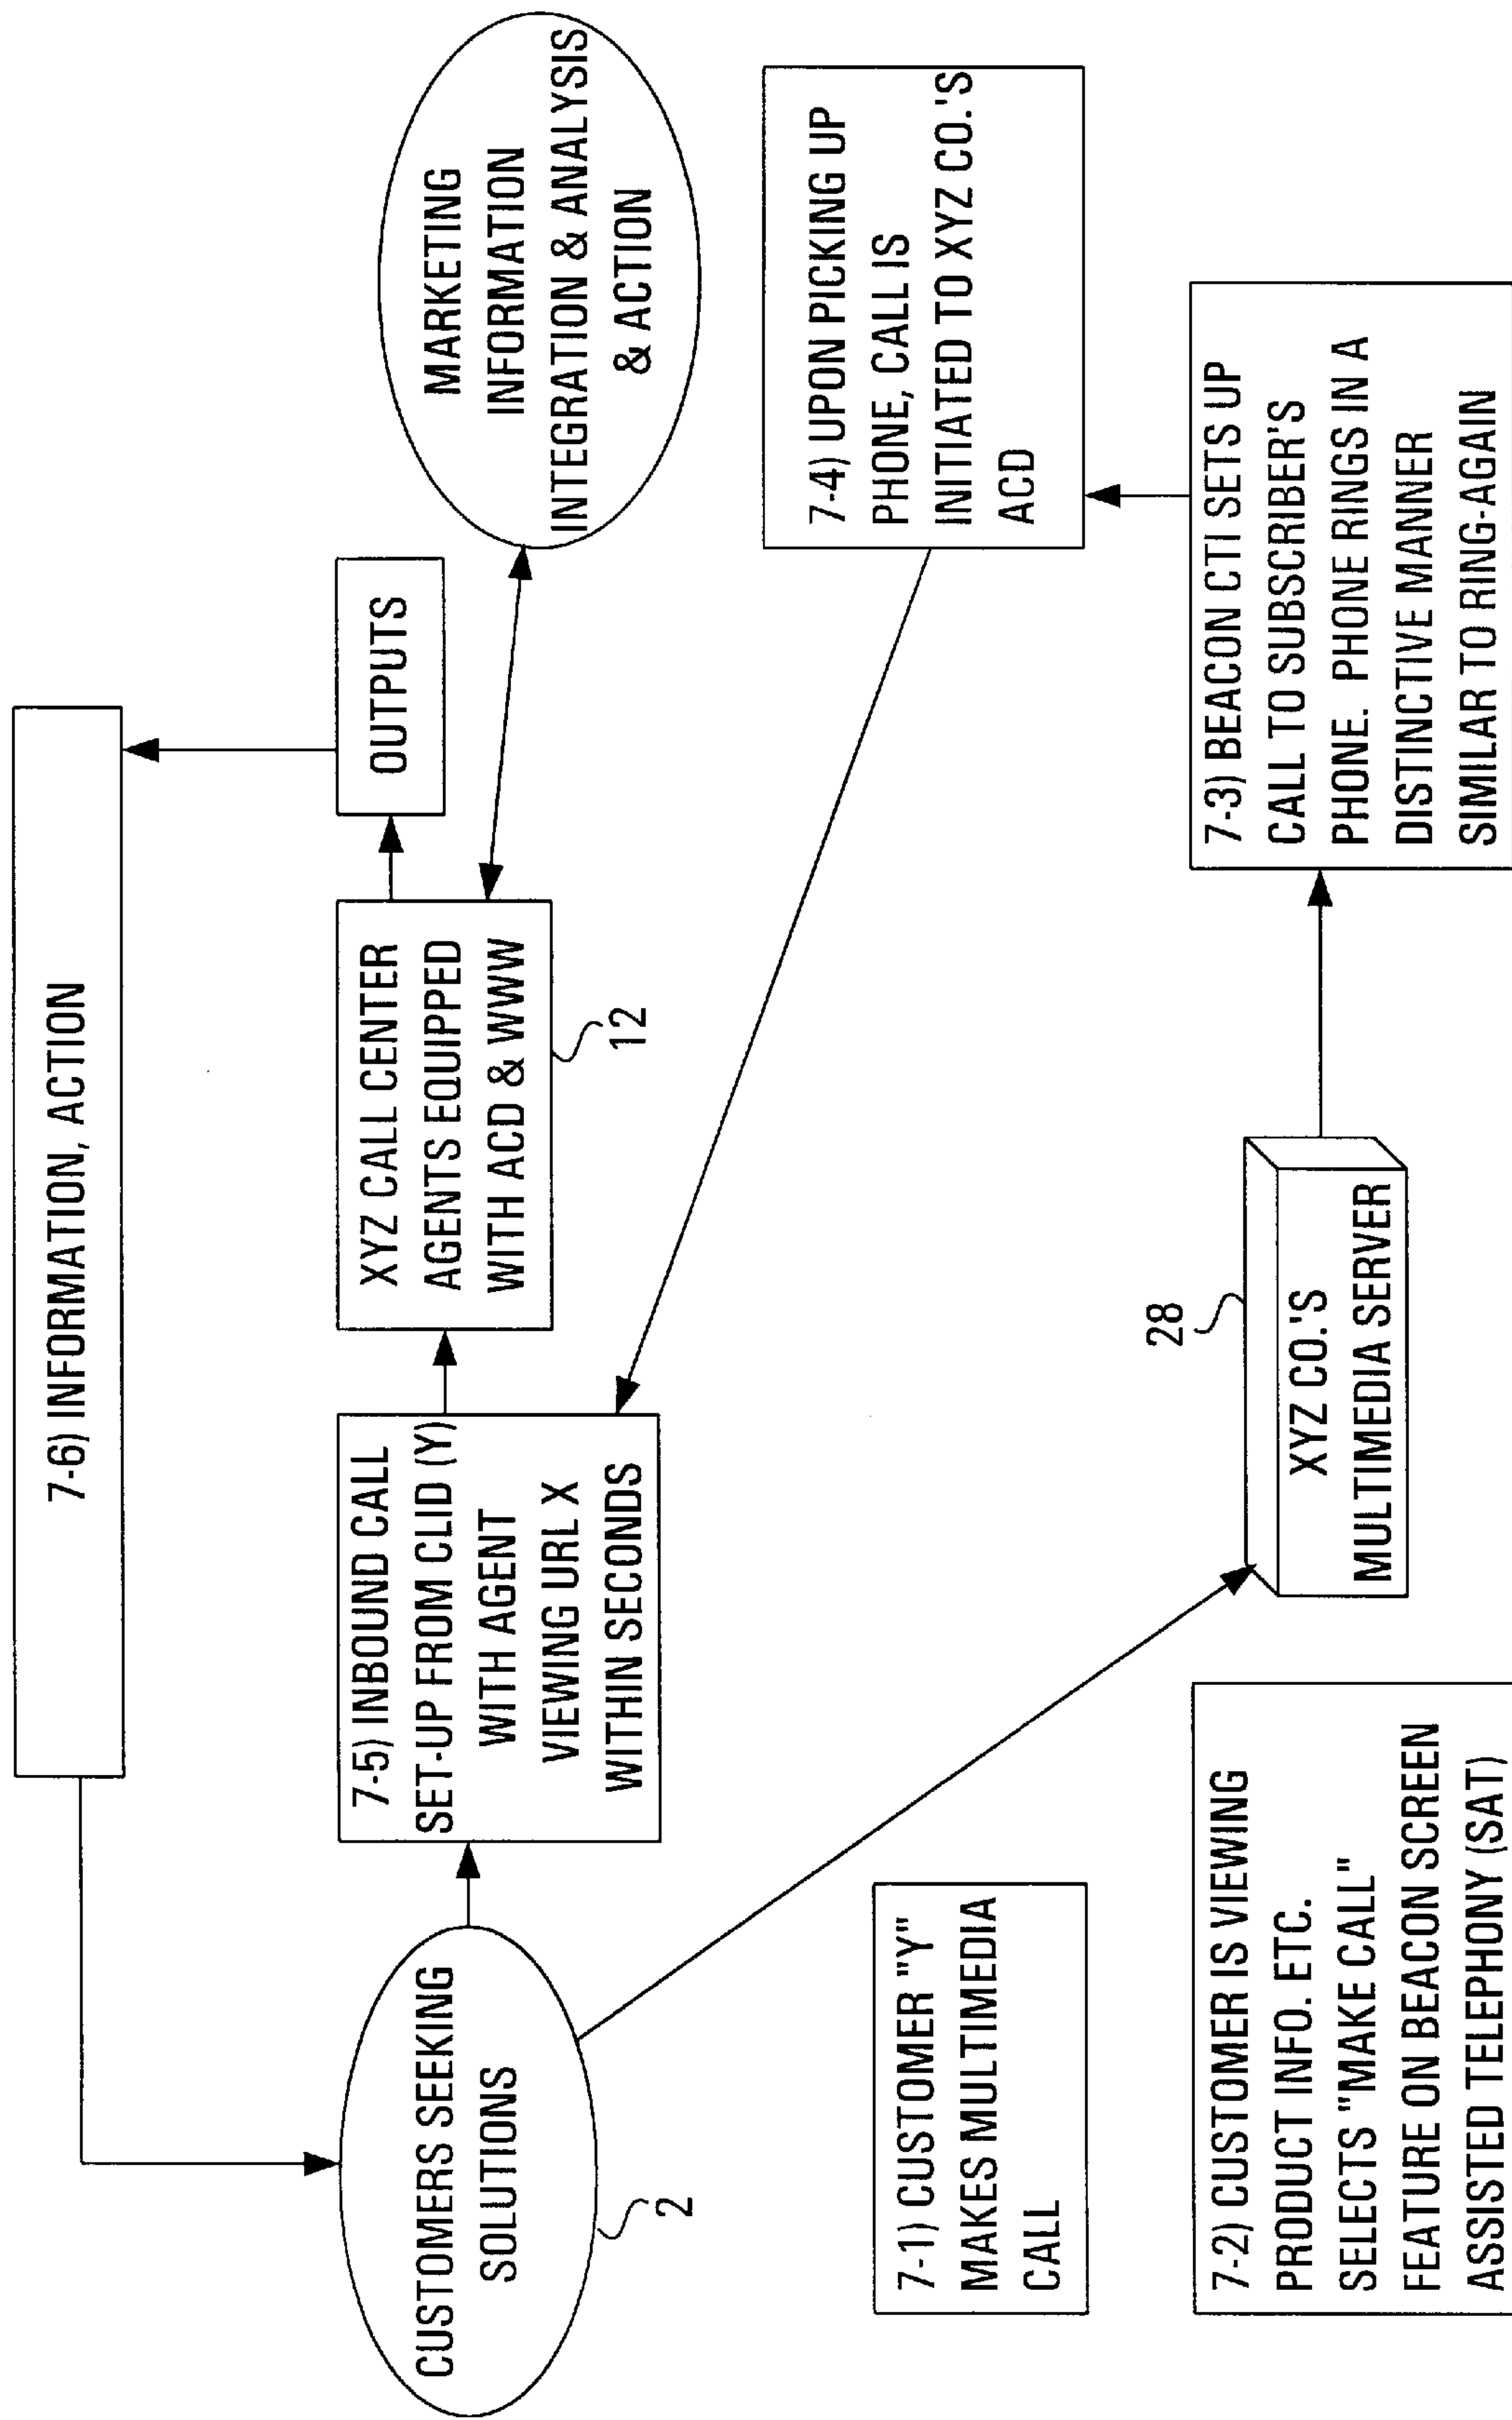 7-6) INFORMATION, ACTION
CUSTOMERS SEEKING
SOLUTIONS
2
7-5) INBOUND CALL
SET-UP FROM CLID (Y)
WITH AGENT
VIEWING URL X
WITHIN SECONDS
XYZ CALL CENTER
AGENTS EQUIPPED
WITH ACD & WWW
12
OUTPUTS
MARKETING
INFORMATION
INTEGRATION & ANALYSIS
& ACTION
7-1) CUSTOMER "Y"
MAKES MULTIMEDIA
CALL
7-4) UPON PICKING UP
PHONE, CALL IS
INITIATED TO XYZ CO.'S
ACD
7-2) CUSTOMER IS VIEWING
PRODUCT INFO. ETC.
SELECTS "MAKE CALL"
FEATURE ON BEACON SCREEN
ASSISTED TELEPHONY (SAT)
28
XYZ CO.'S
MULTIMEDIA SERVER
7-3) BEACON CTI SETS UP
CALL TO SUBSCRIBER'S
PHONE. PHONE RINGS IN A
DISTINCTIVE MANNER
SIMILAR TO RING-AGAIN